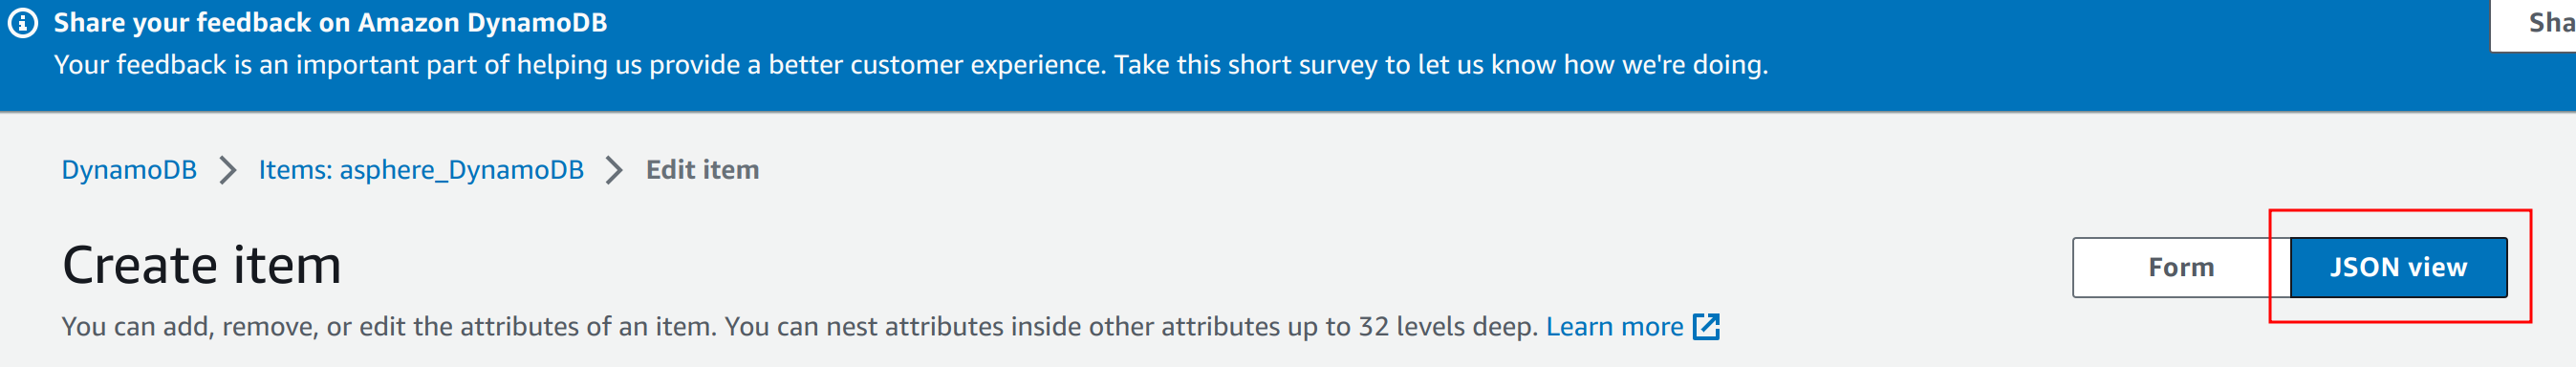 Share your feedback on Amazon DynamoDB
Your feedback is an important part of helping us provide a better customer experience. Take this short survey to let us know how we're doing.
DynamoDB Items: asphere_DynamoDB Edit item
Create item
Form JSON view
You can add, remove, or edit the attributes of an item. You can nest attributes inside other attributes up to 32 levels deep. Learn more